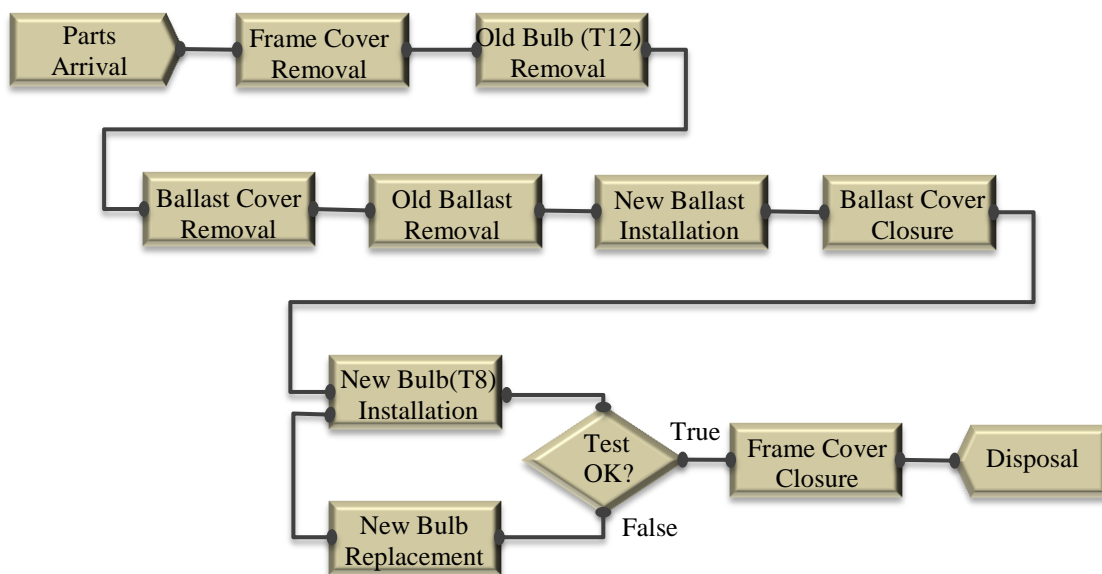 Parts
Arrival
Frame Cover
Removal
Old Bulb (T12)
Removal
Ballast Cover
Removal
Old Ballast
Removal
New Ballast
Installation
Ballast Cover
Closure
New Bulb(T8)
Installation
Test
OK?
True
Frame Cover
Closure
Disposal
False
New Bulb
Replacement